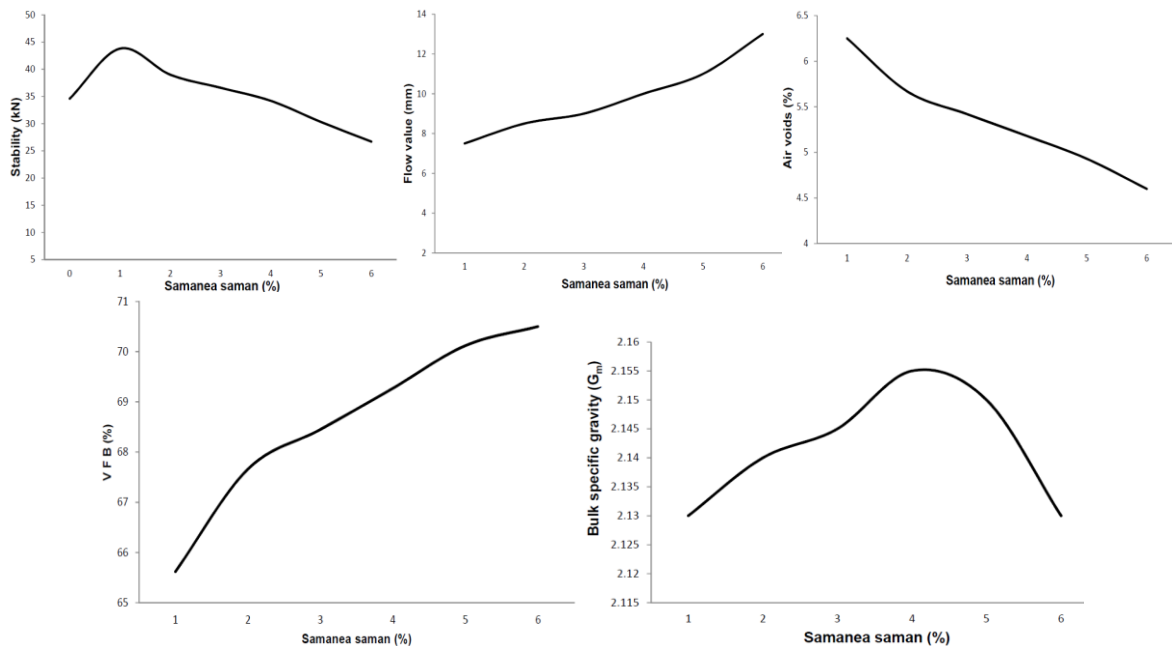 Stability (kN)
50
45
40
35
30
25
20
15
10
5
0 1 2 3 4 5 6
Samanea saman (%)
Flow value (mm)
14
12
10
8
6
4
2
1 2 3 4 5 6
Samanea saman (%)
Air voids (%)
6.5
6
5.5
5
4.5
4
1 2 3 4 5 6
Samanea saman (%)
V F B (%)
71
70
69
68
67
66
65
1 2 3 4 5 6
Samanea saman (%)
Bulk specific gravity (Gm)
2.16
2.155
2.15
2.145
2.14
2.135
2.13
2.125
2.12
2.115
1 2 3 4 5 6
Samanea saman (%)